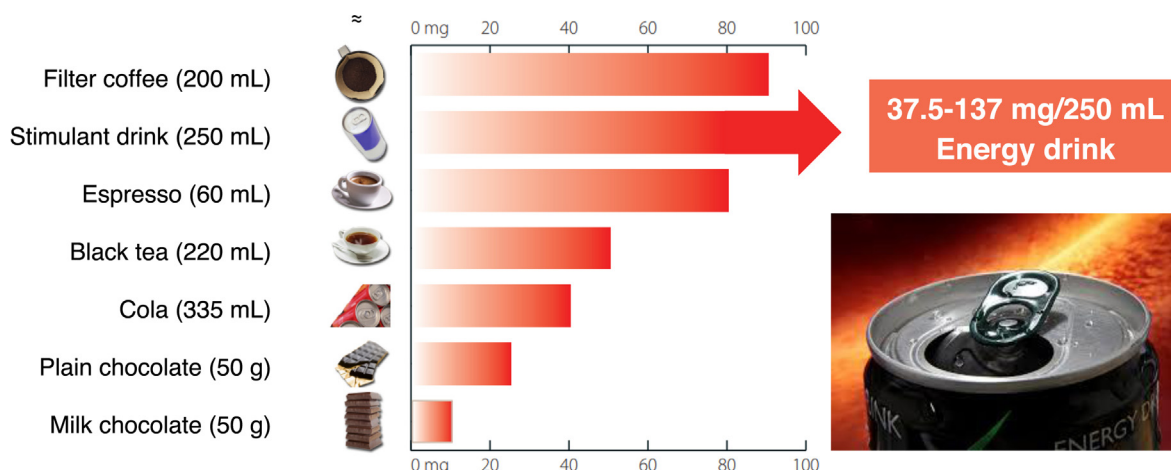 ≈
0 mg 20 40 60 80 100
Filter coffee (200 mL)
Stimulant drink (250 mL)
Espresso (60 mL)
Black tea (220 mL)
Cola (335 mL)
Plain chocolate (50 g)
Milk chocolate (50 g)
0 mg 20 40 60 80 100
37.5-137 mg/250 mL
Energy drink
ENERGY